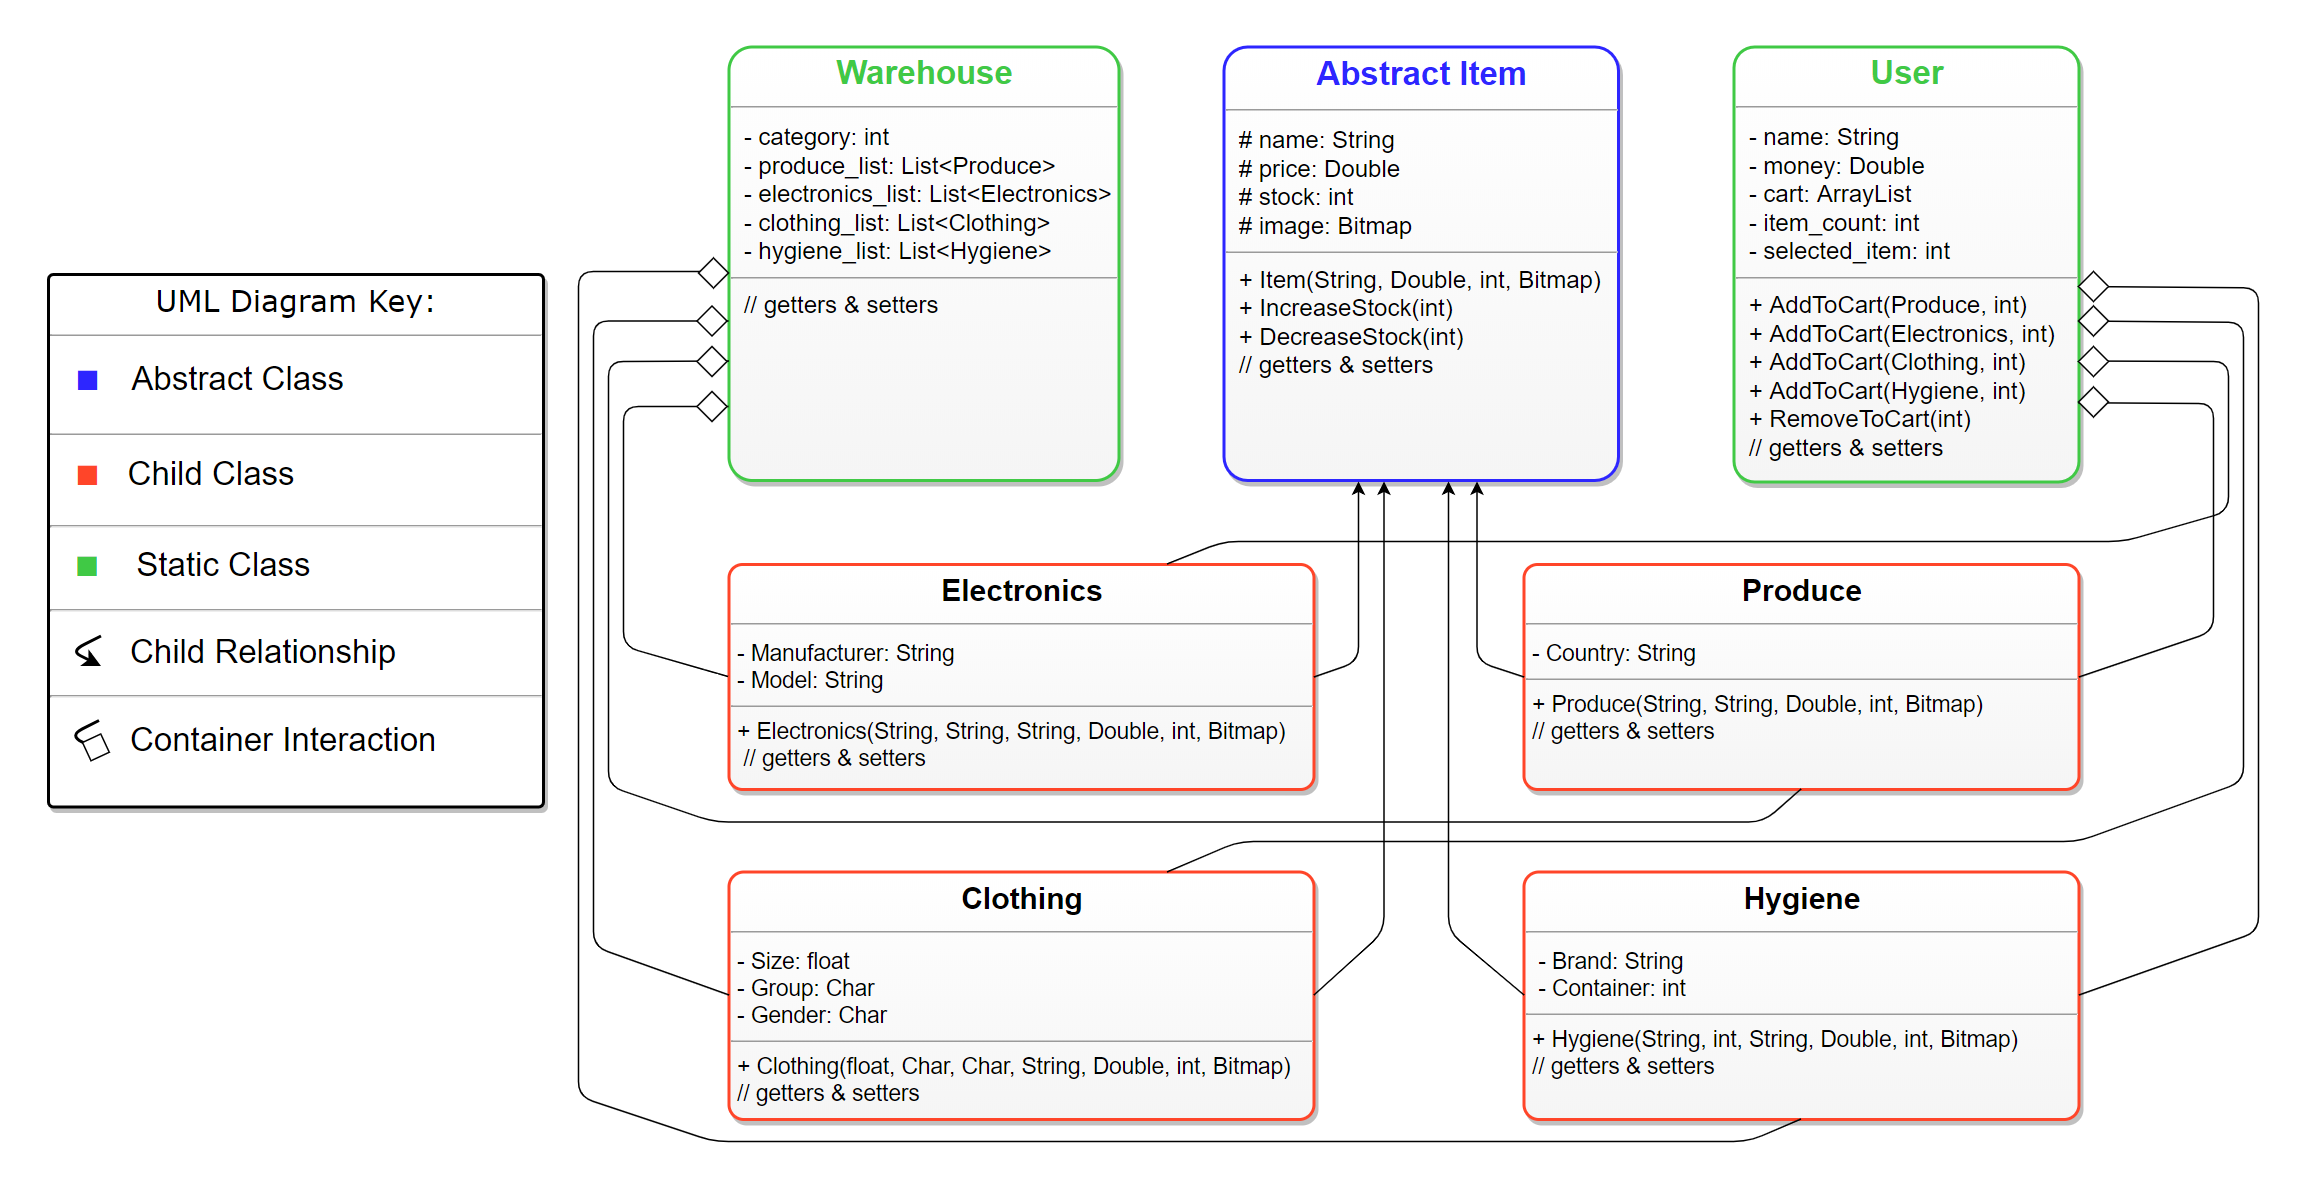 UML Diagram Key:
Abstract Class
Child Class
Static Class
Child Relationship
Container Interaction
Warehouse
- category: int
- produce_list: List<Produce>
- electronics_list: List<Electronics>
- clothing_list: List<Clothing>
- hygiene_list: List<Hygiene>
// getters & setters
Abstract Item
# name: String
# price: Double
# stock: int
# image: Bitmap
+ Item(String, Double, int, Bitmap)
+ IncreaseStock(int)
+ DecreaseStock(int)
// getters & setters
User
- name: String
- money: Double
- cart: ArrayList
- item_count: int
- selected_item: int
+ AddToCart(Produce, int)
+ AddToCart(Electronics, int)
+ AddToCart(Clothing, int)
+ AddToCart(Hygiene, int)
+ RemoveToCart(int)
// getters & setters
Electronics
- Manufacturer: String
- Model: String
+ Electronics(String, String, String, Double, int, Bitmap)
// getters & setters
Produce
- Country: String
+ Produce(String, String, Double, int, Bitmap)
// getters & setters
Clothing
- Size: float
- Group: Char
- Gender: Char
+ Clothing(float, Char, Char, String, Double, int, Bitmap)
// getters & setters
Hygiene
- Brand: String
- Container: int
+ Hygiene(String, int, String, Double, int, Bitmap)
// getters & setters